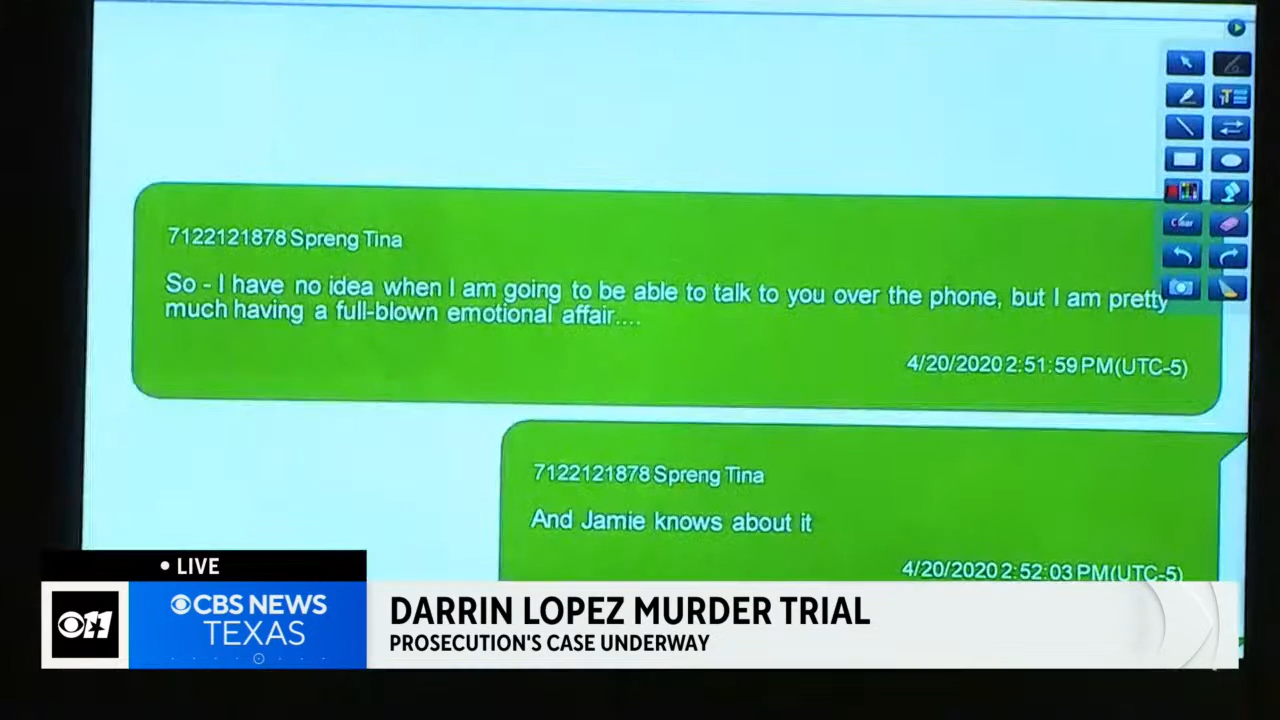 7122121878 Spreng Tina
So - I have no idea when I am going to be able to talk to you over the phone, but I am pretty
much having a full-blown emotional affair....
4/20/2020 2:51:59 PM(UTC-5)
7122121878 Spreng Tina
And Jamie knows about it
4/20/2020 2:52:03 PM(UTC-5)
Clear
• LIVE
11
CBS NEWS
TEXAS
DARRIN LOPEZ MURDER TRIAL
PROSECUTION'S CASE UNDERWAY